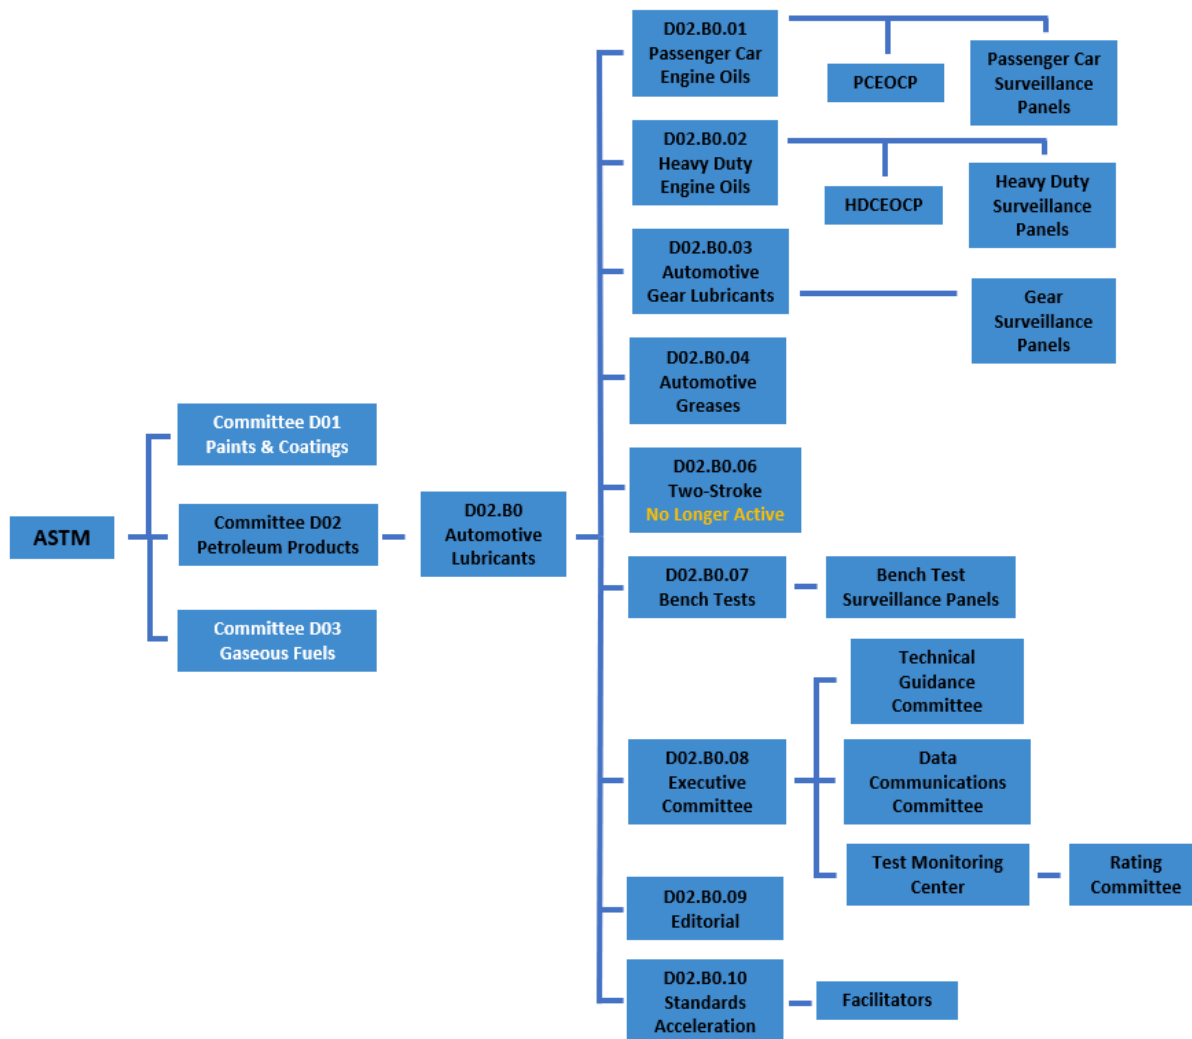 ASTM
Committee D01
Paints & Coatings
Committee D02
Petroleum Products
Committee D03
Gaseous Fuels
D02.B0
Automotive
Lubricants
D02.B0.01
Passenger Car
Engine Oils
PCEOCP
Passenger Car
Surveillance
Panels
D02.B0.02
Heavy Duty
Engine Oils
HDCEOCP
Heavy Duty
Surveillance
Panels
D02.B0.03
Automotive
Gear Lubricants
Gear
Surveillance
Panels
D02.B0.04
Automotive
Greases
D02.B0.06
Two-Stroke
No Longer Active
D02.B0.07
Bench Tests
Bench Test
Surveillance Panels
D02.B0.08
Executive
Committee
Technical
Guidance
Committee
Data
Communications
Committee
Test Monitoring
Center
Rating
Committee
D02.B0.09
Editorial
D02.B0.10
Standards
Acceleration
Facilitators